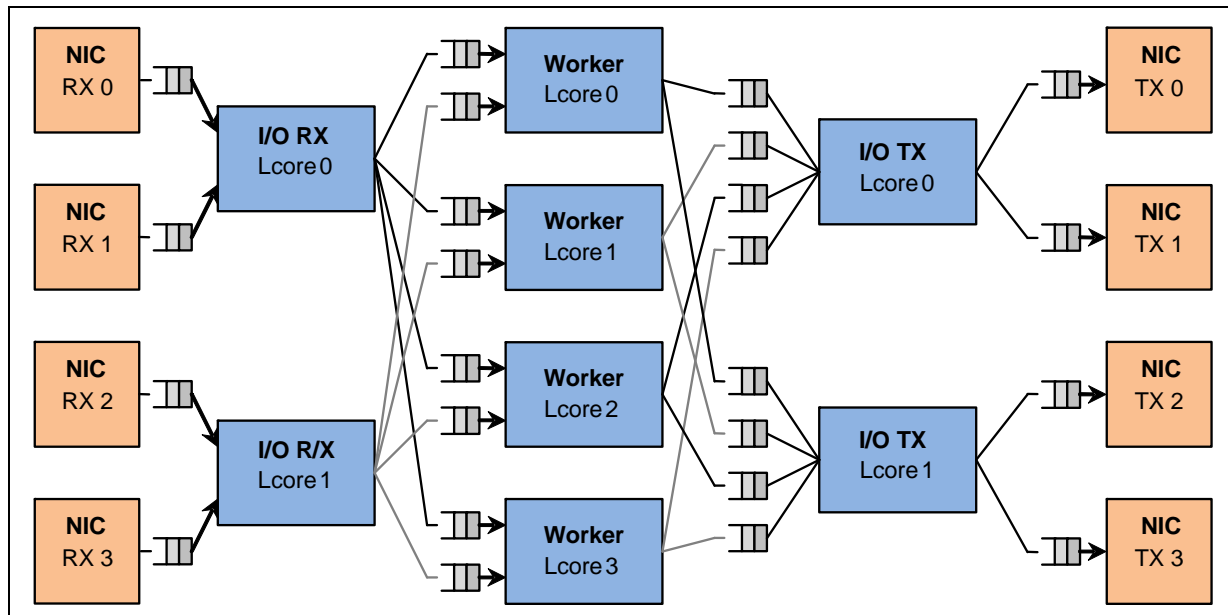 NIC
RX 0
NIC
RX 1
NIC
RX 2
NIC
RX 3
I/O RX
Lcore 0
I/O R/X
Lcore 1
Worker
Lcore 0
Worker
Lcore 1
Worker
Lcore 2
Worker
Lcore 3
I/O TX
Lcore 0
I/O TX
Lcore 1
NIC
TX 0
NIC
TX 1
NIC
TX 2
NIC
TX 3